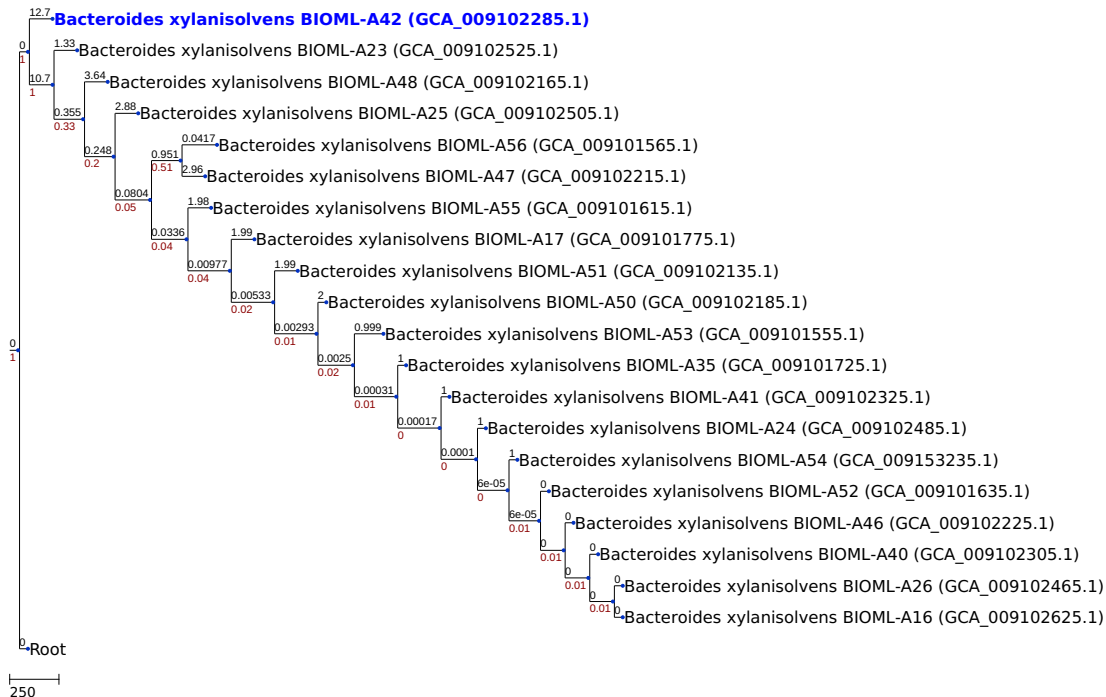 12.7 Bacteroides xylanisolvens BIOML-A42 (GCA_009102285.1)
0
1
1.33 Bacteroides xylanisolvens BIOML-A23 (GCA_009102525.1)
10.7
1
3.64 Bacteroides xylanisolvens BIOML-A48 (GCA_009102165.1)
0.355
0.33
2.88 Bacteroides xylanisolvens BIOML-A25 (GCA_009102505.1)
0.248
0.2
0.0417 Bacteroides xylanisolvens BIOML-A56 (GCA_009101565.1)
0.951
0.51
2.96 Bacteroides xylanisolvens BIOML-A47 (GCA_009102215.1)
0.0804
0.05
1.98 Bacteroides xylanisolvens BIOML-A55 (GCA_009101615.1)
0.0336
0.04
1.99 Bacteroides xylanisolvens BIOML-A17 (GCA_009101775.1)
0.00977
0.04
1.99 Bacteroides xylanisolvens BIOML-A51 (GCA_009102135.1)
0.00533
0.02
2 Bacteroides xylanisolvens BIOML-A50 (GCA_009102185.1)
0.00293
0.01
0.999 Bacteroides xylanisolvens BIOML-A53 (GCA_009101555.1)
0
1
0.0025
0.02
1 Bacteroides xylanisolvens BIOML-A35 (GCA_009101725.1)
0.00031
0.01
1 Bacteroides xylanisolvens BIOML-A41 (GCA_009102325.1)
0.00017
0
1 Bacteroides xylanisolvens BIOML-A24 (GCA_009102485.1)
0.0001
0
1 Bacteroides xylanisolvens BIOML-A54 (GCA_009153235.1)
6e-05
0
0 Bacteroides xylanisolvens BIOML-A52 (GCA_009101635.1)
6e-05
0.01
0 Bacteroides xylanisolvens BIOML-A46 (GCA_009102225.1)
0
0.01
0 Bacteroides xylanisolvens BIOML-A40 (GCA_009102305.1)
0
0.01
0 Bacteroides xylanisolvens BIOML-A26 (GCA_009102465.1)
0
0.01
0 Bacteroides xylanisolvens BIOML-A16 (GCA_009102625.1)
0 Root
250